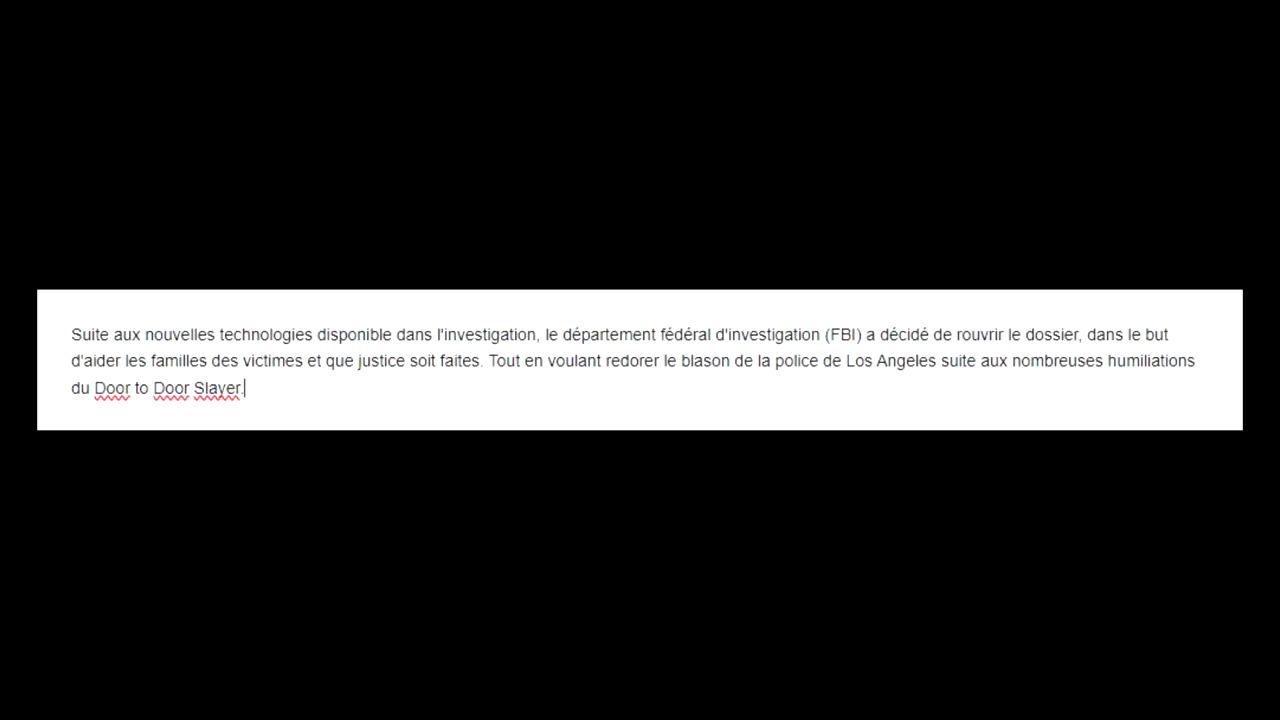 Suite aux nouvelles technologies disponible dans l'investigation, le département fédéral d'investigation (FBI) a décidé de rouvrir le dossier, dans le but
d'aider les familles des victimes et que justice soit faites. Tout en voulant redorer le blason de la police de Los Angeles suite aux nombreuses humiliations
du Door to Door Slayer.